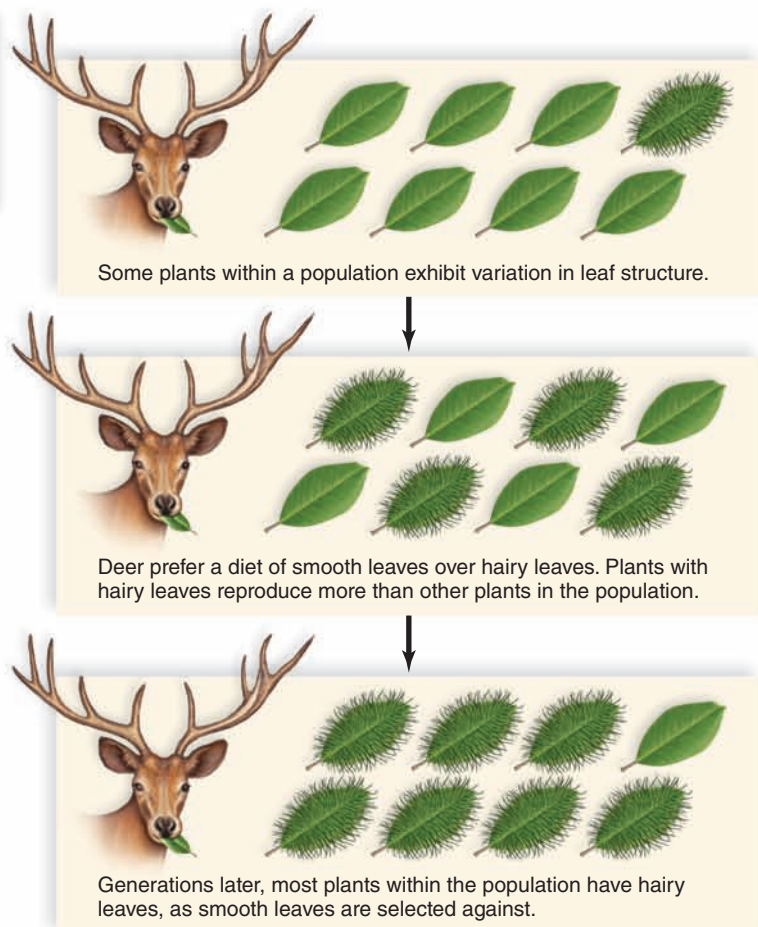 Some plants within a population exhibit variation in leaf structure.
Deer prefer a diet of smooth leaves over hairy leaves. Plants with
hairy leaves reproduce more than other plants in the population.
Generations later, most plants within the population have hairy
leaves, as smooth leaves are selected against.